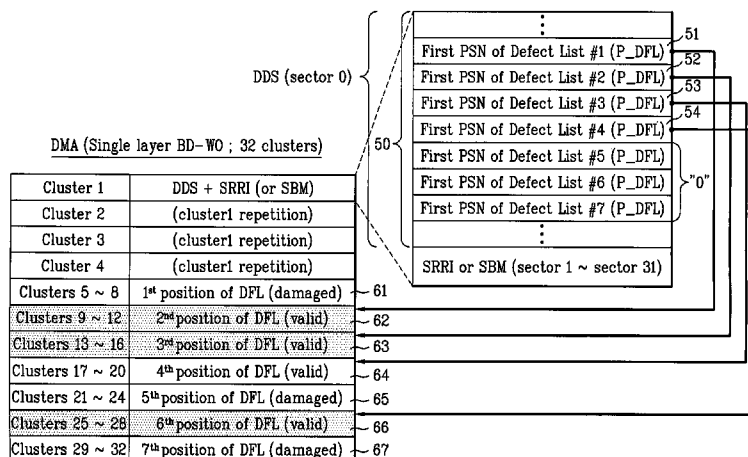 DDS (sector 0)
50
⋮
First PSN of Defect List #1 (P_DFL)
51
First PSN of Defect List #2 (P_DFL)
52
First PSN of Defect List #3 (P_DFL)
53
First PSN of Defect List #4 (P_DFL)
54
First PSN of Defect List #5 (P_DFL)
First PSN of Defect List #6 (P_DFL)
First PSN of Defect List #7 (P_DFL)
"0"
⋮
SRRI or SBM (sector 1 ~ sector 31)
DMA (Single layer BD-WO ; 32 clusters)
Cluster 1 DDS + SRRI (or SBM)
Cluster 2 (cluster1 repetition)
Cluster 3 (cluster1 repetition)
Cluster 4 (cluster1 repetition)
Clusters 5 ~ 8 1st position of DFL (damaged) 61
Clusters 9 ~ 12 2nd position of DFL (valid) 62
Clusters 13 ~ 16 3rd position of DFL (valid) 63
Clusters 17 ~ 20 4th position of DFL (valid) 64
Clusters 21 ~ 24 5th position of DFL (damaged) 65
Clusters 25 ~ 28 6th position of DFL (valid) 66
Clusters 29 ~ 32 7th position of DFL (damaged) 67